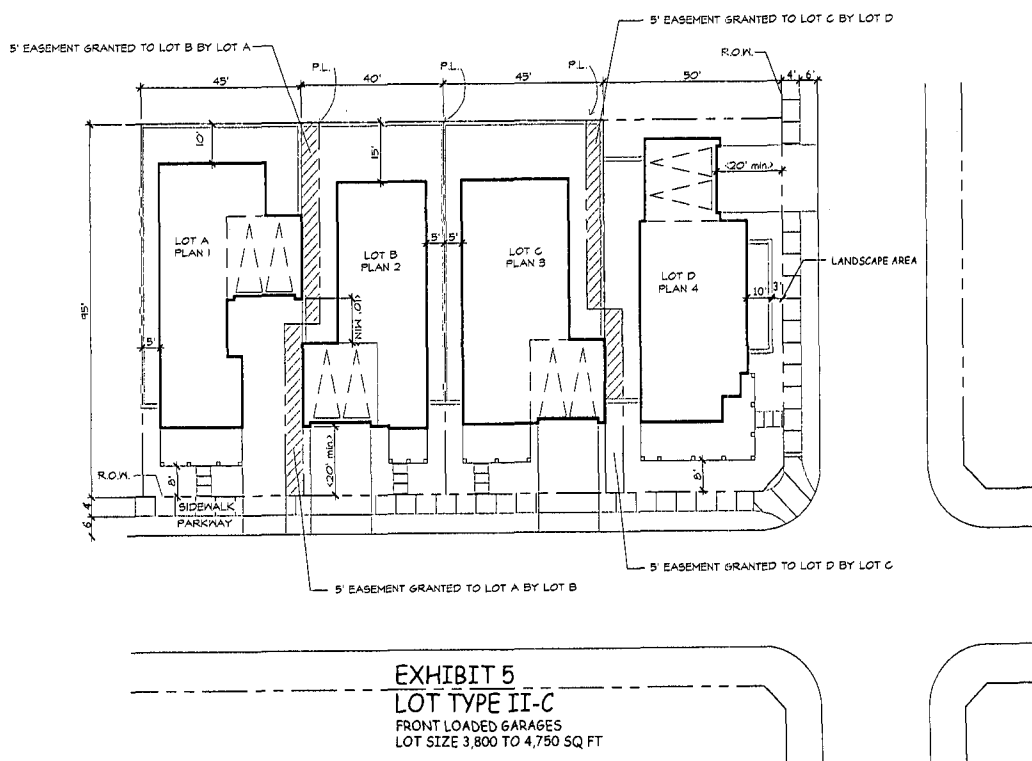 5' EASEMENT GRANTED TO LOT C BY LOT D
5' EASEMENT GRANTED TO LOT B BY LOT A
R.O.W.
P.L.
P.L.
P.L.
45'
40'
45'
50'
4'
6'
10'
15'
<20' min.>
LOT A
PLAN 1
LOT B
PLAN 2
5'
5'
LOT C
PLAN 3
LOT D
PLAN 4
LANDSCAPE AREA
10'
3'
95'
10' MIN.
5'
<20' min.>
8'
8'
R.O.W.
4'
SIDEWALK
6'
PARKWAY
5' EASEMENT GRANTED TO LOT D BY LOT C
5' EASEMENT GRANTED TO LOT A BY LOT B
EXHIBIT 5
LOT TYPE II-C
FRONT LOADED GARAGES
LOT SIZE 3,800 TO 4,750 SQ FT